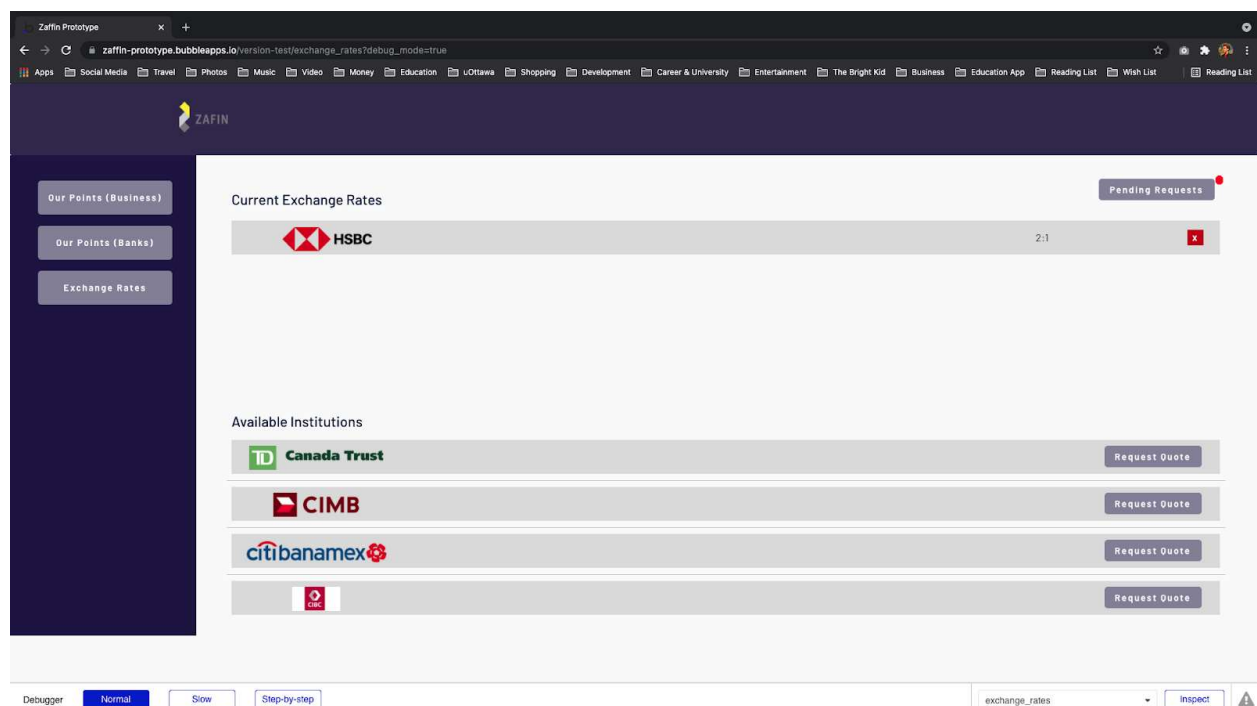 Zaffin Prototype
zaffin-prototype.bubbleapps.io/version-test/exchange_rates?debug_mode=true
Apps Social Media Travel Photos Music Video Money Education uOttawa Shopping Development Career & University Entertainment The Bright Kid Business Education App Reading List Wish List Reading List
ZAFIN
Our Points (Business)
Our Points (Banks)
Exchange Rates
Pending Requests
Current Exchange Rates
HSBC 2:1 x
Available Institutions
TD Canada Trust Request Quote
CIMB Request Quote
citibanamex Request Quote
CIBC Request Quote
Debugger Normal Slow Step-by-step exchange_rates Inspect